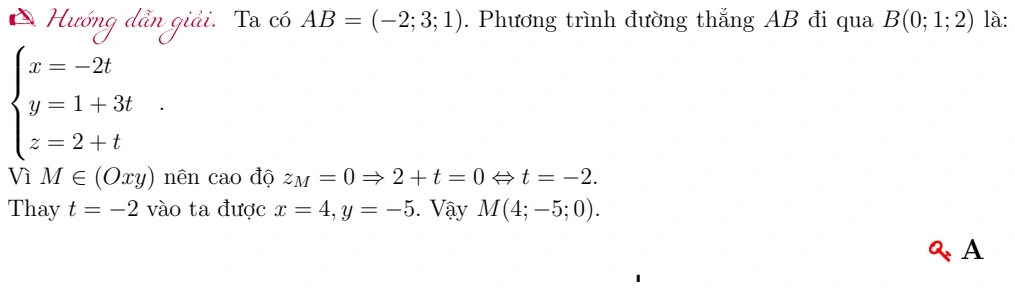 Hướng dẫn giải. Ta có AB = (−2; 3; 1). Phương trình đường thẳng AB đi qua B(0; 1; 2) là:
x = −2t
y = 1 + 3t .
z = 2 + t
Vì M ∈ (Oxy) nên cao độ z_M = 0 ⇒ 2 + t = 0 ⇔ t = −2.
Thay t = −2 vào ta được x = 4, y = −5. Vậy M(4; −5; 0).
A